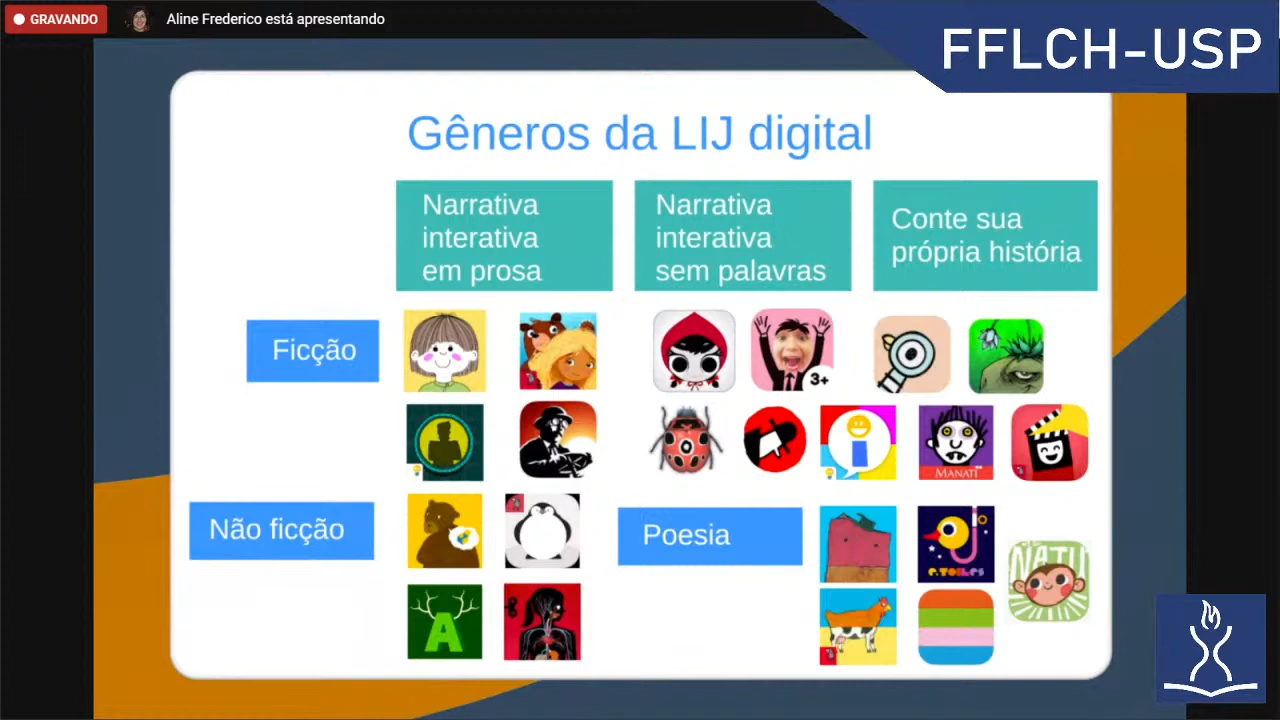 GRAVANDO
Aline Frederico está apresentando
FFLCH-USP
Gêneros da LIJ digital
Narrativa
interativa
em prosa
Narrativa
interativa
sem palavras
Conte sua
própria história
Ficção
3+
MANATÍ
Não ficção
Poesia
A
NATU